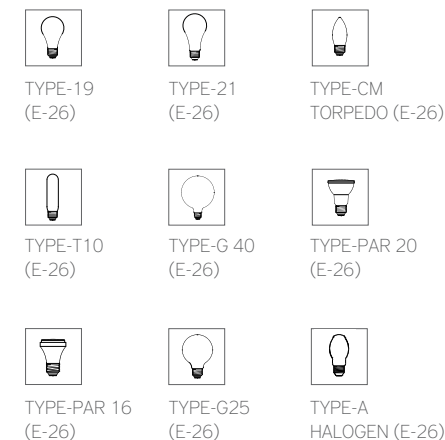 TYPE-19
(E-26)
TYPE-21
(E-26)
TYPE-CM
TORPEDO (E-26)
TYPE-T10
(E-26)
TYPE-G 40
(E-26)
TYPE-PAR 20
(E-26)
TYPE-PAR 16
(E-26)
TYPE-G25
(E-26)
TYPE-A
HALOGEN (E-26)